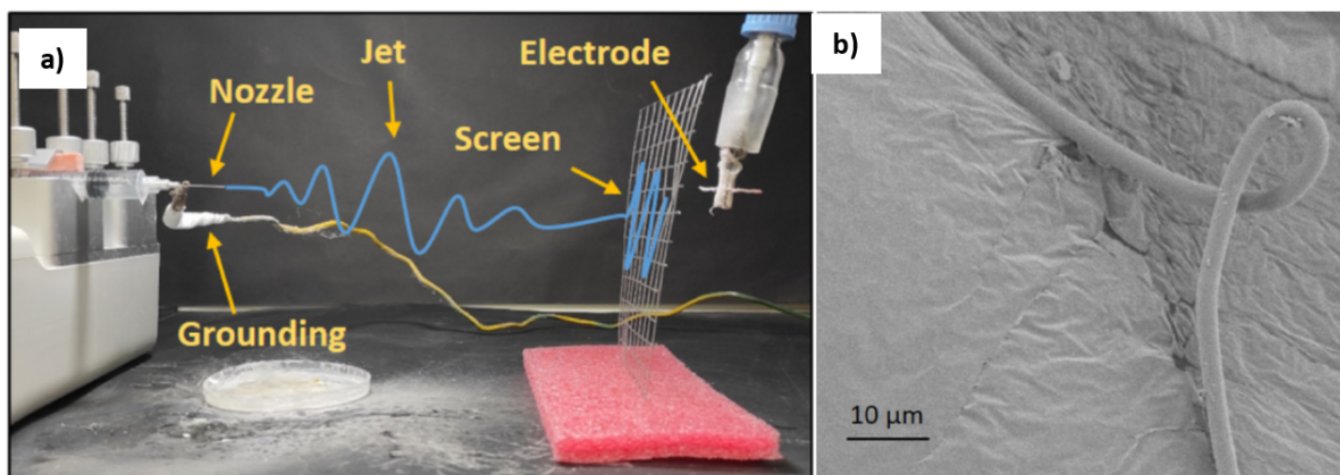 a)
Jet
Electrode
Nozzle
Screen
Grounding
b)
10 µm